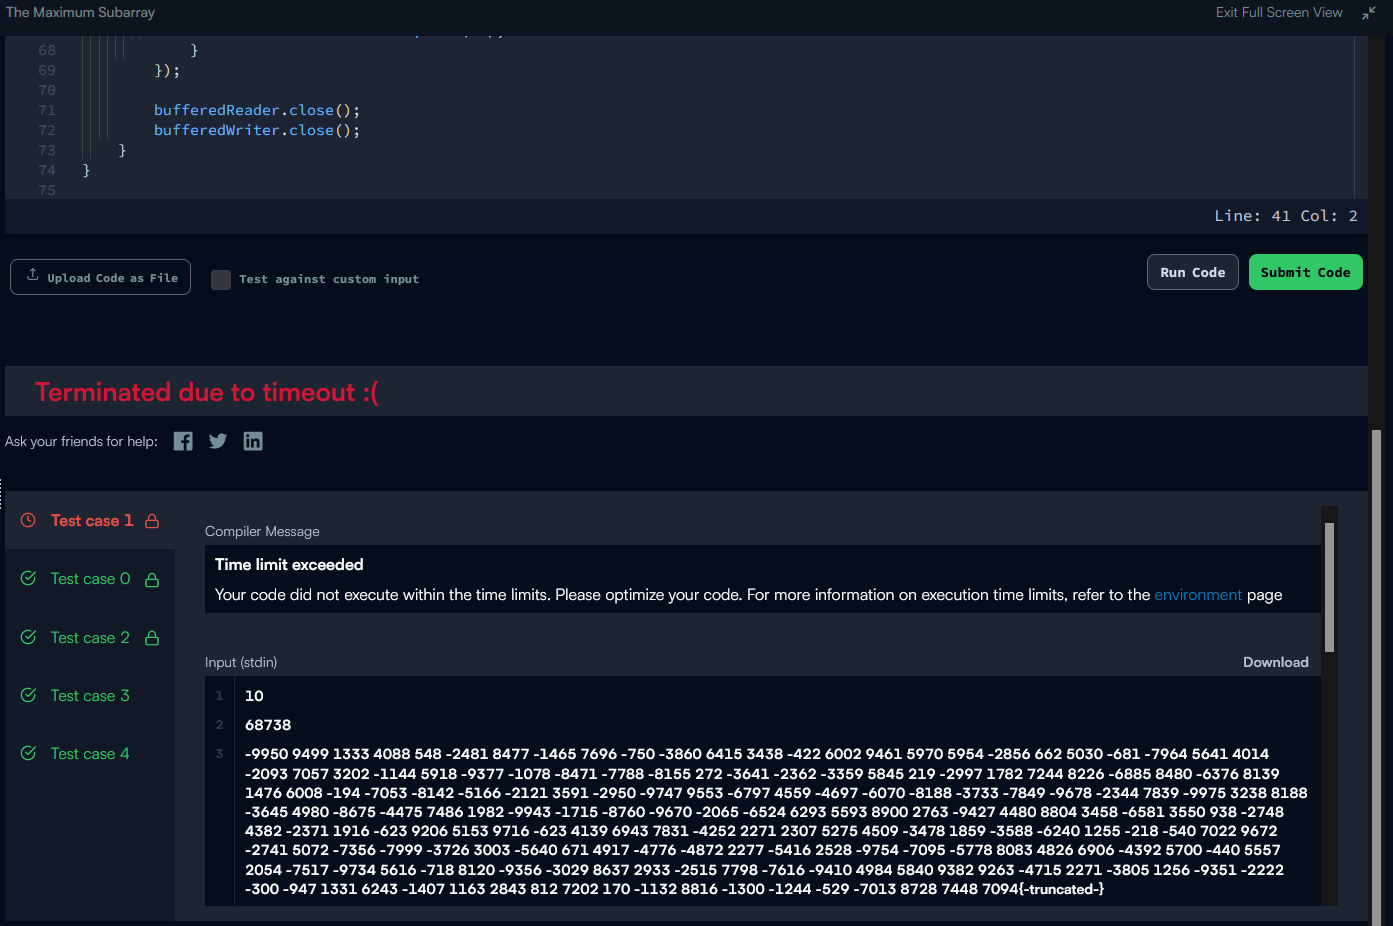 The Maximum Subarray
Exit Full Screen View
68 }
69 });
70
71 bufferedReader.close();
72 bufferedWriter.close();
73 }
74 }
75
Line: 41 Col: 2
Upload Code as File
Test against custom input
Run Code
Submit Code
Terminated due to timeout :(
Ask your friends for help:
Test case 1
Test case 0
Test case 2
Test case 3
Test case 4
Compiler Message
Time limit exceeded
Your code did not execute within the time limits. Please optimize your code. For more information on execution time limits, refer to the environment page
Input (stdin)
Download
1 10
2 68738
3 -9950 9499 1333 4088 548 -2481 8477 -1465 7696 -750 -3860 6415 3438 -422 6002 9461 5970 5954 -2856 662 5030 -681 -7964 5641 4014
-2093 7057 3202 -1144 5918 -9377 -1078 -8471 -7788 -8155 272 -3641 -2362 -3359 5845 219 -2997 1782 7244 8226 -6885 8480 -6376 8139
1476 6008 -194 -7053 -8142 -5166 -2121 3591 -2950 -9747 9553 -6797 4559 -4697 -6070 -8188 -3733 -7849 -9678 -2344 7839 -9975 3238 8188
-3645 4980 -8675 -4475 7486 1982 -9943 -1715 -8760 -9670 -2065 -6524 6293 5593 8900 2763 -9427 4480 8804 3458 -6581 3550 938 -2748
4382 -2371 1916 -623 9206 5153 9716 -623 4139 6943 7831 -4252 2271 2307 5275 4509 -3478 1859 -3588 -6240 1255 -218 -540 7022 9672
-2741 5072 -7356 -7999 -3726 3003 -5640 671 4917 -4776 -4872 2277 -5416 2528 -9754 -7095 -5778 8083 4826 6906 -4392 5700 -440 5557
2054 -7517 -9734 5616 -718 8120 -9356 -3029 8637 2933 -2515 7798 -7616 -9410 4984 5840 9382 9263 -4715 2271 -3805 1256 -9351 -2222
-300 -947 1331 6243 -1407 1163 2843 812 7202 170 -1132 8816 -1300 -1244 -529 -7013 8728 7448 7094{-truncated-}